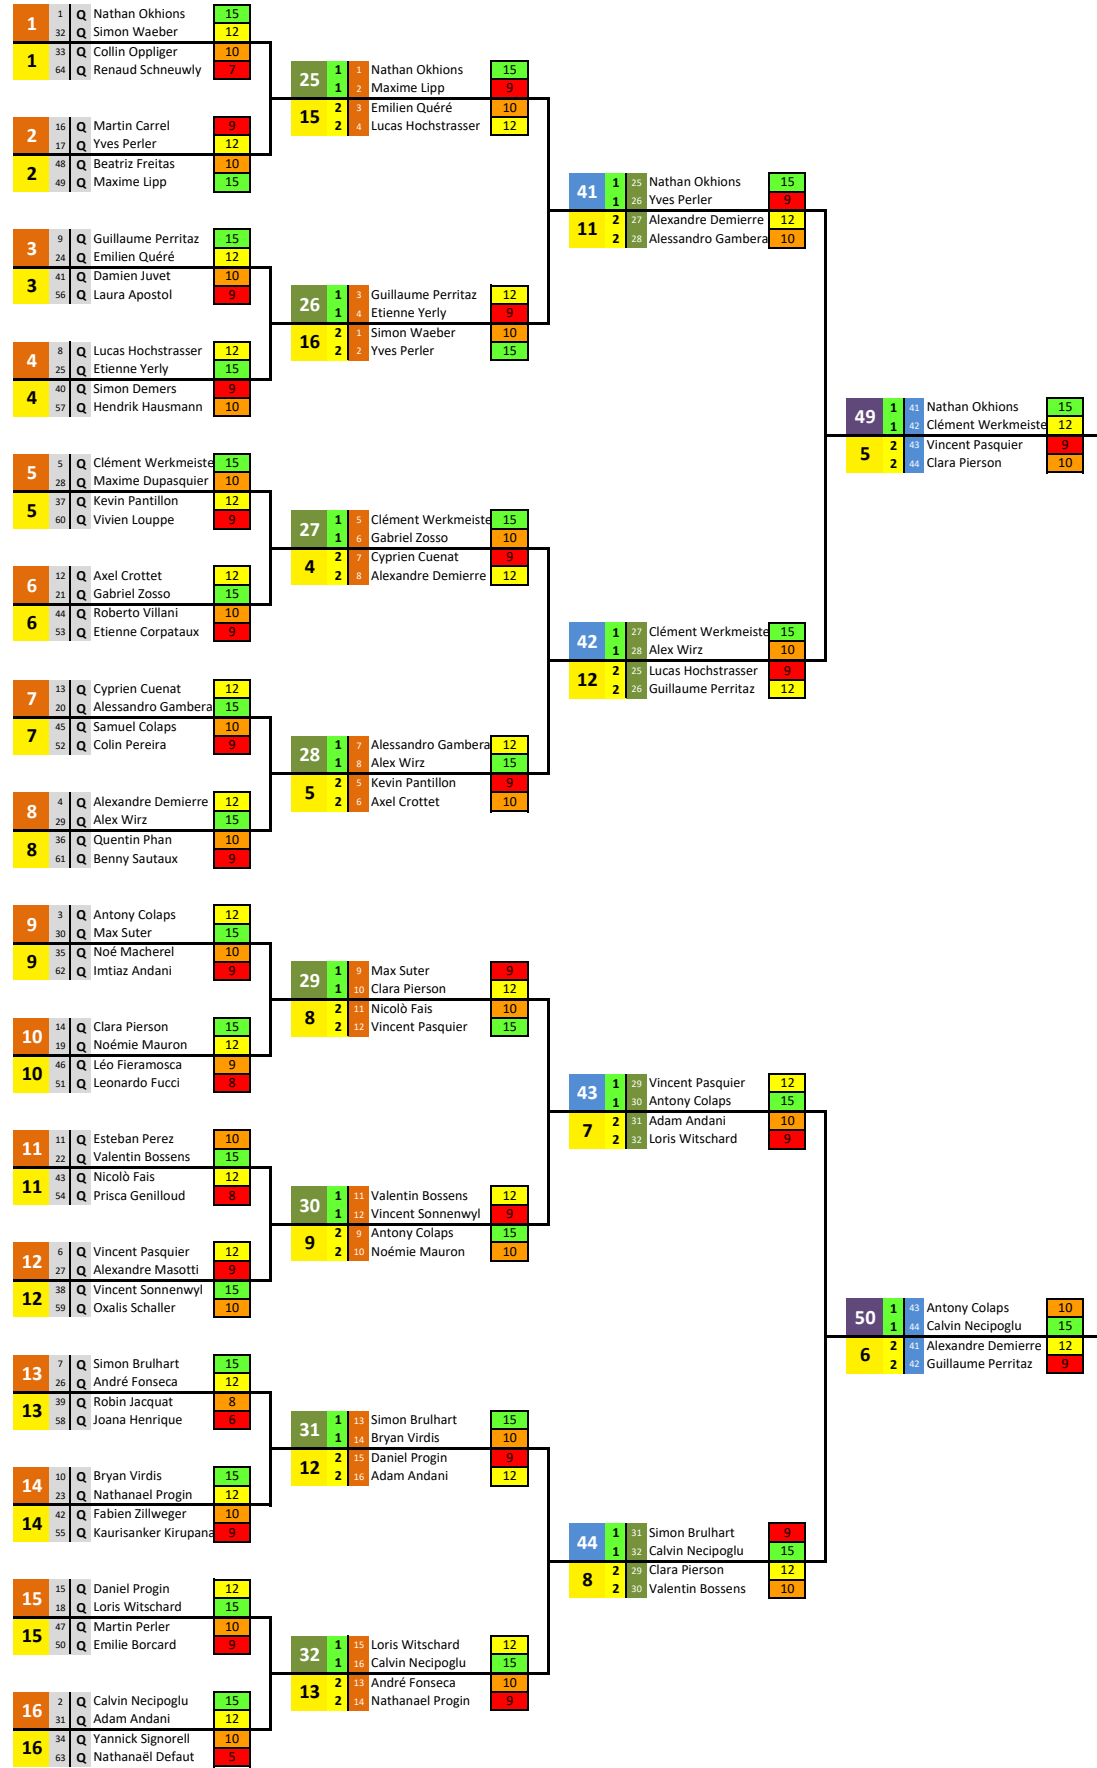 1 1 Q Nathan Okhions 15
32 Q Simon Waeber 12
1 33 Q Collin Oppliger 10
64 Q Renaud Schneuwly 7
2 16 Q Martin Carrel 9
17 Q Yves Perler 12
2 48 Q Beatriz Freitas 10
49 Q Maxime Lipp 15
3 9 Q Guillaume Perritaz 15
24 Q Emilien Quéré 12
3 41 Q Damien Juvet 10
56 Q Laura Apostol 9
4 8 Q Lucas Hochstrasser 12
25 Q Etienne Yerly 15
4 40 Q Simon Demers 9
57 Q Hendrik Hausmann 10
5 5 Q Clément Werkmeiste 15
28 Q Maxime Dupasquier 10
5 37 Q Kevin Pantillon 12
60 Q Vivien Louppe 9
6 12 Q Axel Crottet 12
21 Q Gabriel Zosso 15
6 44 Q Roberto Villani 10
53 Q Etienne Corpataux 9
7 13 Q Cyprien Cuenat 12
20 Q Alessandro Gambera 15
7 45 Q Samuel Colaps 10
52 Q Colin Pereira 9
8 4 Q Alexandre Demierre 12
29 Q Alex Wirz 15
8 36 Q Quentin Phan 10
61 Q Benny Sautaux 9
9 3 Q Antony Colaps 12
30 Q Max Suter 15
9 35 Q Noé Macherel 10
62 Q Imtiaz Andani 9
10 14 Q Clara Pierson 15
19 Q Noémie Mauron 12
10 46 Q Léo Fieramosca 9
51 Q Leonardo Fucci 8
11 11 Q Esteban Perez 10
22 Q Valentin Bossens 15
11 43 Q Nicolò Fais 12
54 Q Prisca Genilloud 8
12 6 Q Vincent Pasquier 12
27 Q Alexandre Masotti 9
12 38 Q Vincent Sonnenwyl 15
59 Q Oxalis Schaller 10
13 7 Q Simon Brulhart 15
26 Q André Fonseca 12
13 39 Q Robin Jacquat 8
58 Q Joana Henrique 6
14 10 Q Bryan Virdis 15
23 Q Nathanael Progin 12
14 42 Q Fabien Zillweger 10
55 Q Kaurisanker Kirupana 9
15 15 Q Daniel Progin 12
18 Q Loris Witschard 15
15 47 Q Martin Perler 10
50 Q Emilie Borcard 9
16 2 Q Calvin Necipoglu 15
31 Q Adam Andani 12
16 34 Q Yannick Signorell 10
63 Q Nathanaël Defaut 5
25 1 1 Nathan Okhions 15
1 2 Maxime Lipp 9
15 2 3 Emilien Quéré 10
2 4 Lucas Hochstrasser 12
26 1 3 Guillaume Perritaz 12
1 4 Etienne Yerly 9
16 2 1 Simon Waeber 10
2 2 Yves Perler 15
27 1 5 Clément Werkmeiste 15
1 6 Gabriel Zosso 10
4 2 7 Cyprien Cuenat 9
2 8 Alexandre Demierre 12
28 1 7 Alessandro Gambera 12
1 8 Alex Wirz 15
5 2 5 Kevin Pantillon 9
2 6 Axel Crottet 10
29 1 9 Max Suter 9
1 10 Clara Pierson 12
8 2 11 Nicolò Fais 10
2 12 Vincent Pasquier 15
30 1 11 Valentin Bossens 12
1 12 Vincent Sonnenwyl 9
9 2 9 Antony Colaps 15
2 10 Noémie Mauron 10
31 1 13 Simon Brulhart 15
1 14 Bryan Virdis 10
12 2 15 Daniel Progin 9
2 16 Adam Andani 12
32 1 15 Loris Witschard 12
1 16 Calvin Necipoglu 15
13 2 13 André Fonseca 10
2 14 Nathanael Progin 9
41 1 25 Nathan Okhions 15
1 26 Yves Perler 9
11 2 27 Alexandre Demierre 12
2 28 Alessandro Gambera 10
42 1 27 Clément Werkmeiste 15
1 28 Alex Wirz 10
12 2 25 Lucas Hochstrasser 9
2 26 Guillaume Perritaz 12
43 1 29 Vincent Pasquier 12
1 30 Antony Colaps 15
7 2 31 Adam Andani 10
2 32 Loris Witschard 9
44 1 31 Simon Brulhart 9
1 32 Calvin Necipoglu 15
8 2 29 Clara Pierson 12
2 30 Valentin Bossens 10
49 1 41 Nathan Okhions 15
1 42 Clément Werkmeiste 12
5 2 43 Vincent Pasquier 9
2 44 Clara Pierson 10
50 1 43 Antony Colaps 10
1 44 Calvin Necipoglu 15
6 2 41 Alexandre Demierre 12
2 42 Guillaume Perritaz 9